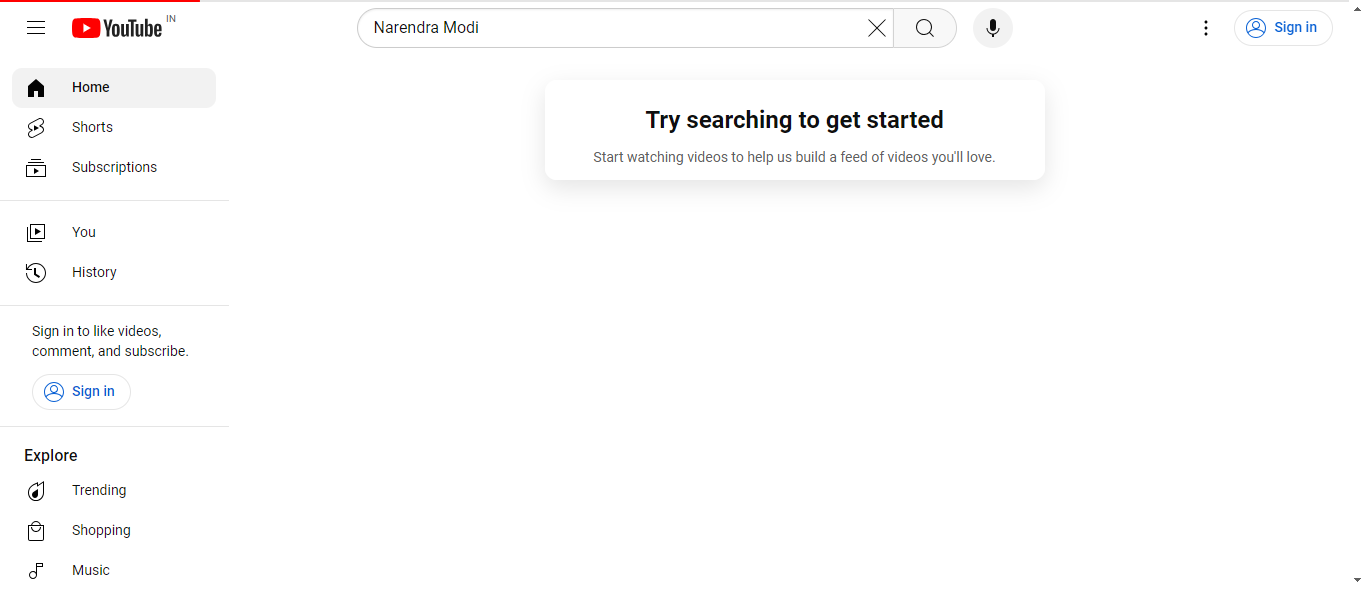 YouTube IN
Narendra Modi
Sign in
Home
Shorts
Subscriptions
You
History
Sign in to like videos,
comment, and subscribe.
Sign in
Explore
Trending
Shopping
Music
Try searching to get started
Start watching videos to help us build a feed of videos you'll love.